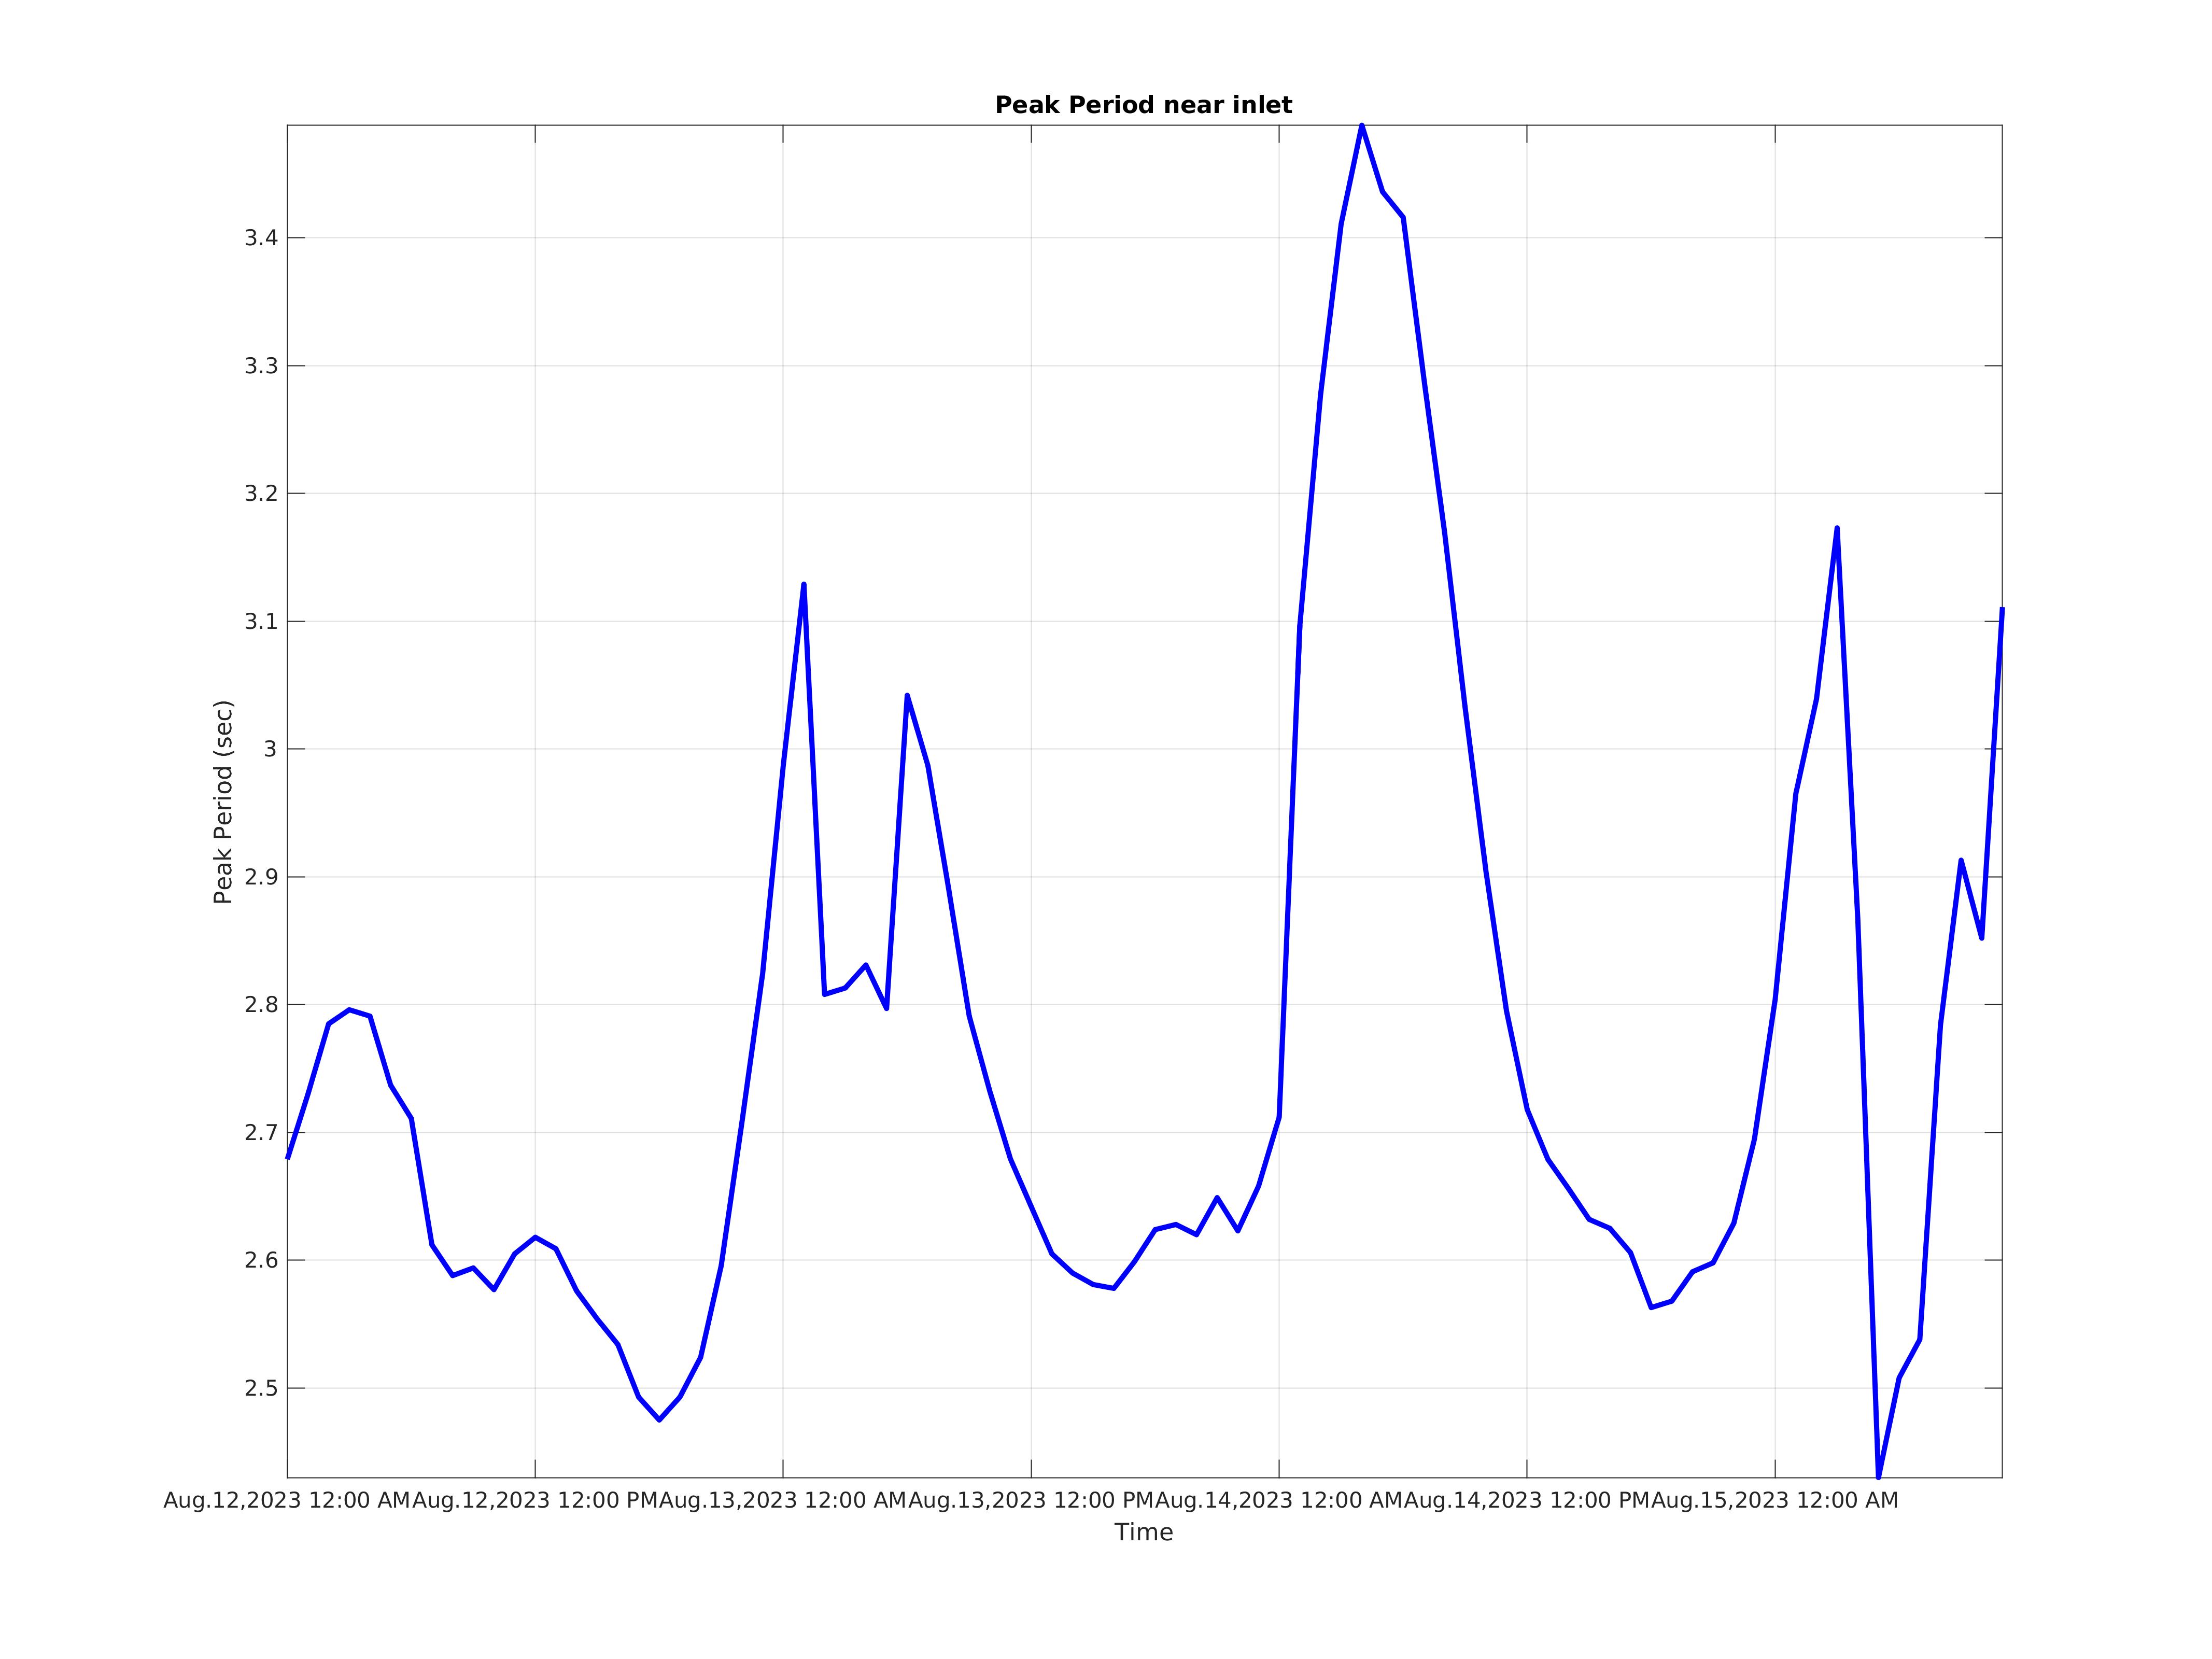 Peak Period near inlet
3.4
3.3
3.2
3.1
3
2.9
2.8
2.7
2.6
2.5
Peak Period (sec)
Aug.12,2023 12:00 AM Aug.12,2023 12:00 PM Aug.13,2023 12:00 AM Aug.13,2023 12:00 PM Aug.14,2023 12:00 AM Aug.14,2023 12:00 PM Aug.15,2023 12:00 AM
Time